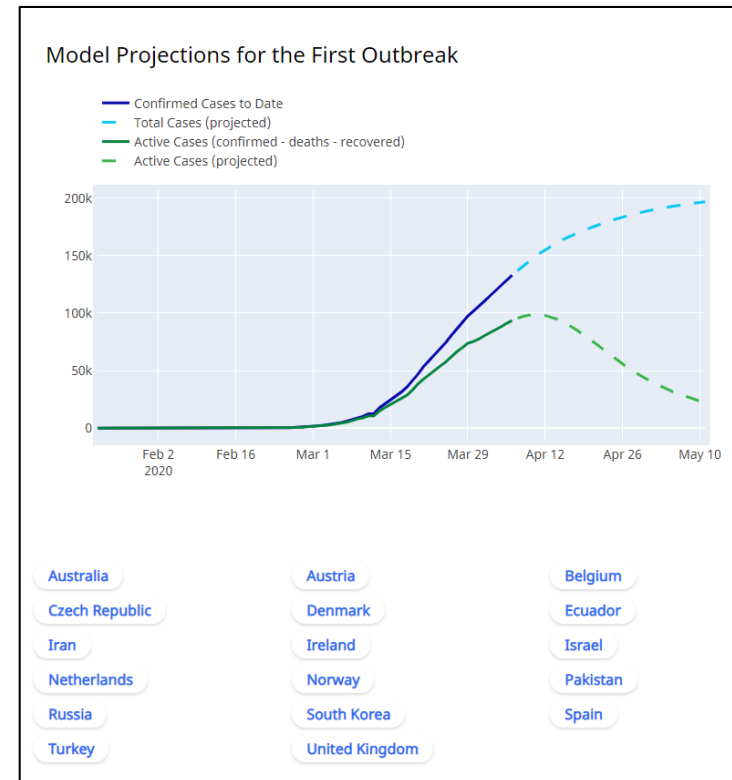 Model Projections for the First Outbreak
Confirmed Cases to Date
Total Cases (projected)
Active Cases (confirmed - deaths - recovered)
Active Cases (projected)
200k
150k
100k
50k
0
Feb 2 Feb 16 Mar 1 Mar 15 Mar 29 Apr 12 Apr 26 May 10
2020
Australia Austria Belgium
Czech Republic Denmark Ecuador
Iran Ireland Israel
Netherlands Norway Pakistan
Russia South Korea Spain
Turkey United Kingdom